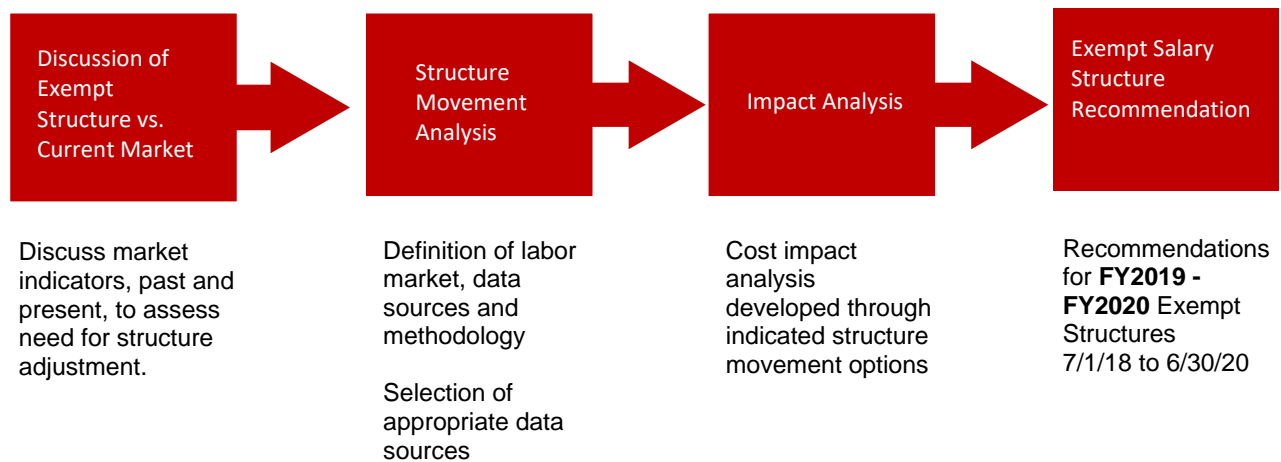 Discussion of
Exempt
Structure vs.
Current Market
Structure
Movement
Analysis
Impact Analysis
Exempt Salary
Structure
Recommendation
Discuss market
indicators, past and
present, to assess
need for structure
adjustment.
Definition of labor
market, data
sources and
methodology
Selection of
appropriate data
sources
Cost impact
analysis
developed through
indicated structure
movement options
Recommendations
for FY2019 -
FY2020 Exempt
Structures
7/1/18 to 6/30/20